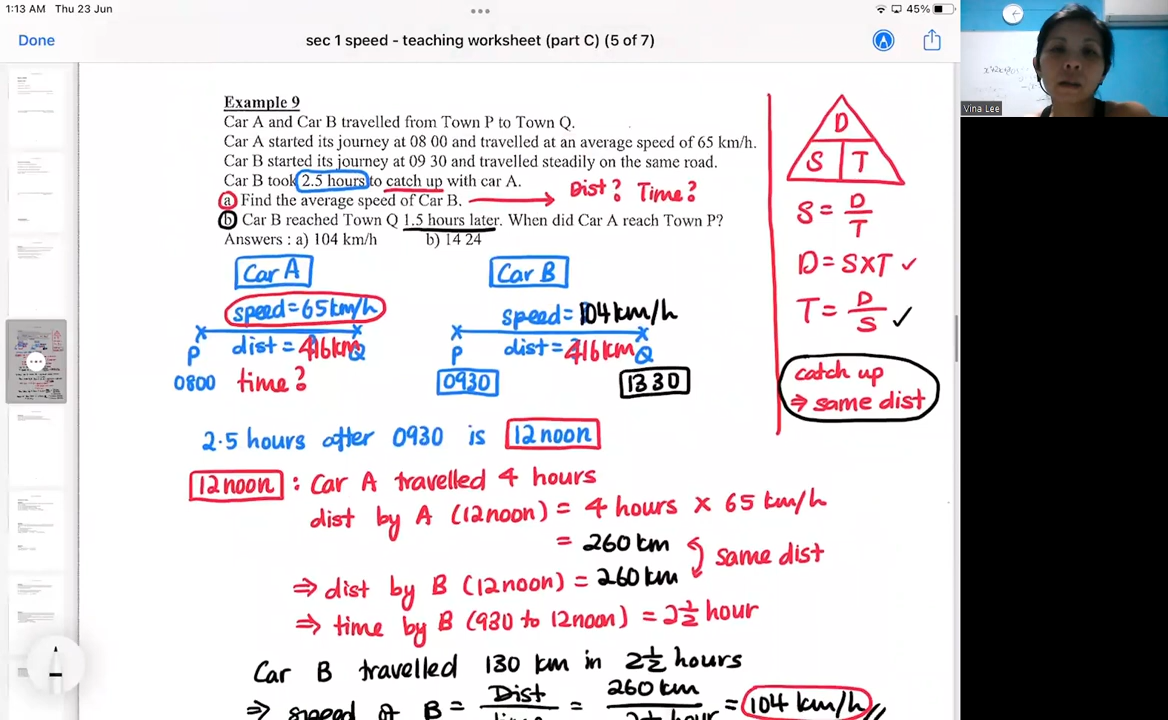 1:13 AM Thu 23 Jun
45%
Done
sec 1 speed - teaching worksheet (part C) (5 of 7)
Vina Lee
Example 9
Car A and Car B travelled from Town P to Town Q.
Car A started its journey at 08 00 and travelled at an average speed of 65 km/h.
Car B started its journey at 09 30 and travelled steadily on the same road.
Car B took 2.5 hours to catch up with car A.
a) Find the average speed of Car B. Dist? Time?
b) Car B reached Town Q 1.5 hours later. When did Car A reach Town P?
Answers : a) 104 km/h b) 14 24
D
S T
S = D/T
D = S×T ✓
T = D/S ✓
catch up
⇒ same dist
Car A Car B
speed = 65 km/h speed = 104 km/h
P dist = 416 km Q P dist = 416 km Q
0800 time? 0930 1330
2.5 hours after 0930 is 12 noon
12 noon : Car A travelled 4 hours
dist by A (12 noon) = 4 hours × 65 km/h
= 260 km
same dist
⇒ dist by B (12 noon) = 260 km
⇒ time by B (930 to 12 noon) = 2½ hour
Car B travelled 130 km in 2½ hours
⇒ speed of B = Dist/time = 260 km/2½ hour = 104 km/h